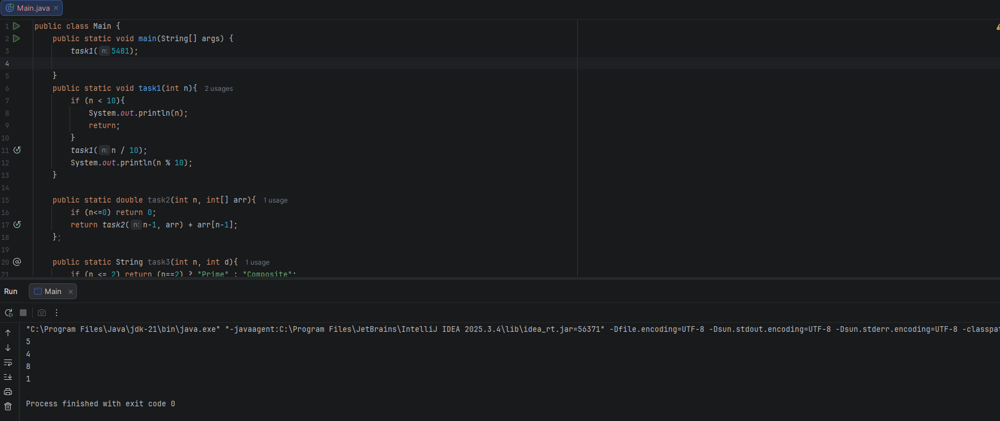 Main.java
1 public class Main {
2 public static void main(String[] args) {
3 task1( n: 5481);
4
5 }
6 public static void task1(int n){ 2 usages
7 if (n < 10){
8 System.out.println(n);
9 return;
10 }
11 task1( n: n / 10);
12 System.out.println(n % 10);
13 }
14
15 public static double task2(int n, int[] arr){ 1 usage
16 if (n<=0) return 0;
17 return task2( n: n-1, arr) + arr[n-1];
18 };
19
20 public static String task3(int n, int d){ 1 usage
21 if (n <= 2) return (n==2) ? "Prime" : "Composite";
Run Main
"C:\Program Files\Java\jdk-21\bin\java.exe" "-javaagent:C:\Program Files\JetBrains\IntelliJ IDEA 2025.3.4\lib\idea_rt.jar=56371" -Dfile.encoding=UTF-8 -Dsun.stdout.encoding=UTF-8 -Dsun.stderr.encoding=UTF-8 -classpa
5
4
8
1
Process finished with exit code 0